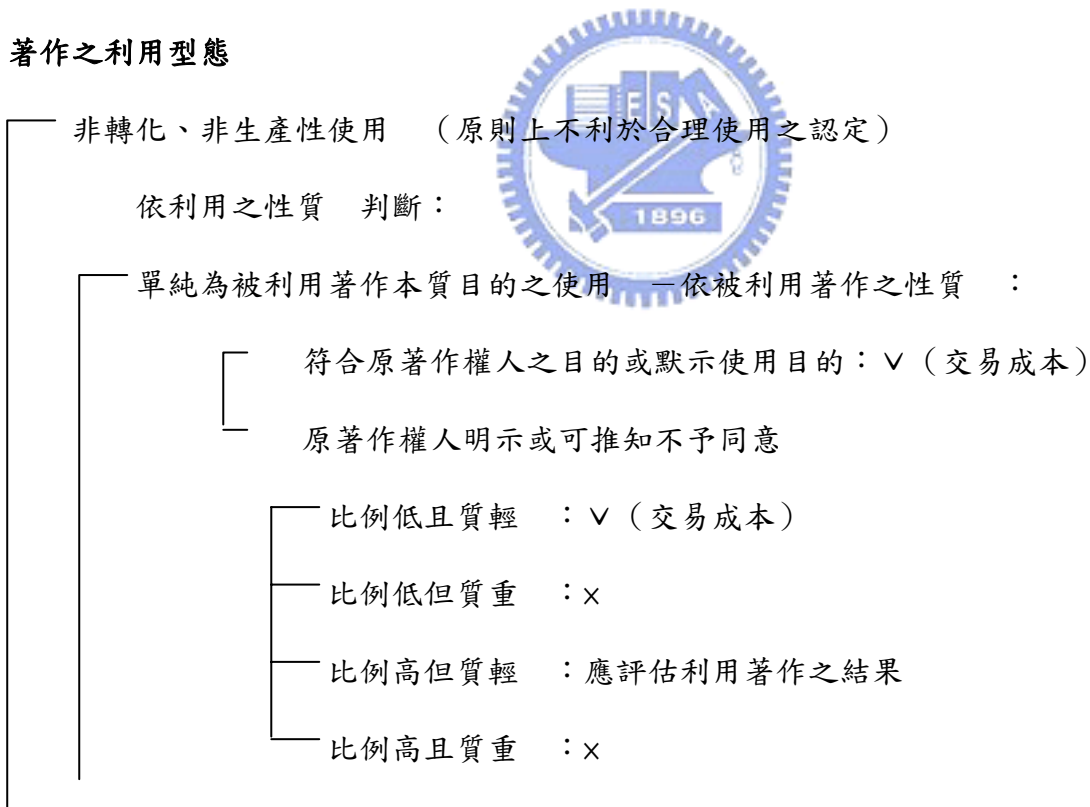 著作之利用型態
非轉化、非生產性使用 （原則上不利於合理使用之認定）
依利用之性質 判斷：
單純為被利用著作本質目的之使用 －依被利用著作之性質 ：
符合原著作權人之目的或默示使用目的：∨（交易成本）
原著作權人明示或可推知不予同意
比例低且質輕 ：∨（交易成本）
比例低但質重 ：×
比例高但質輕 ：應評估利用著作之結果
比例高且質重 ：×
ESA
1896